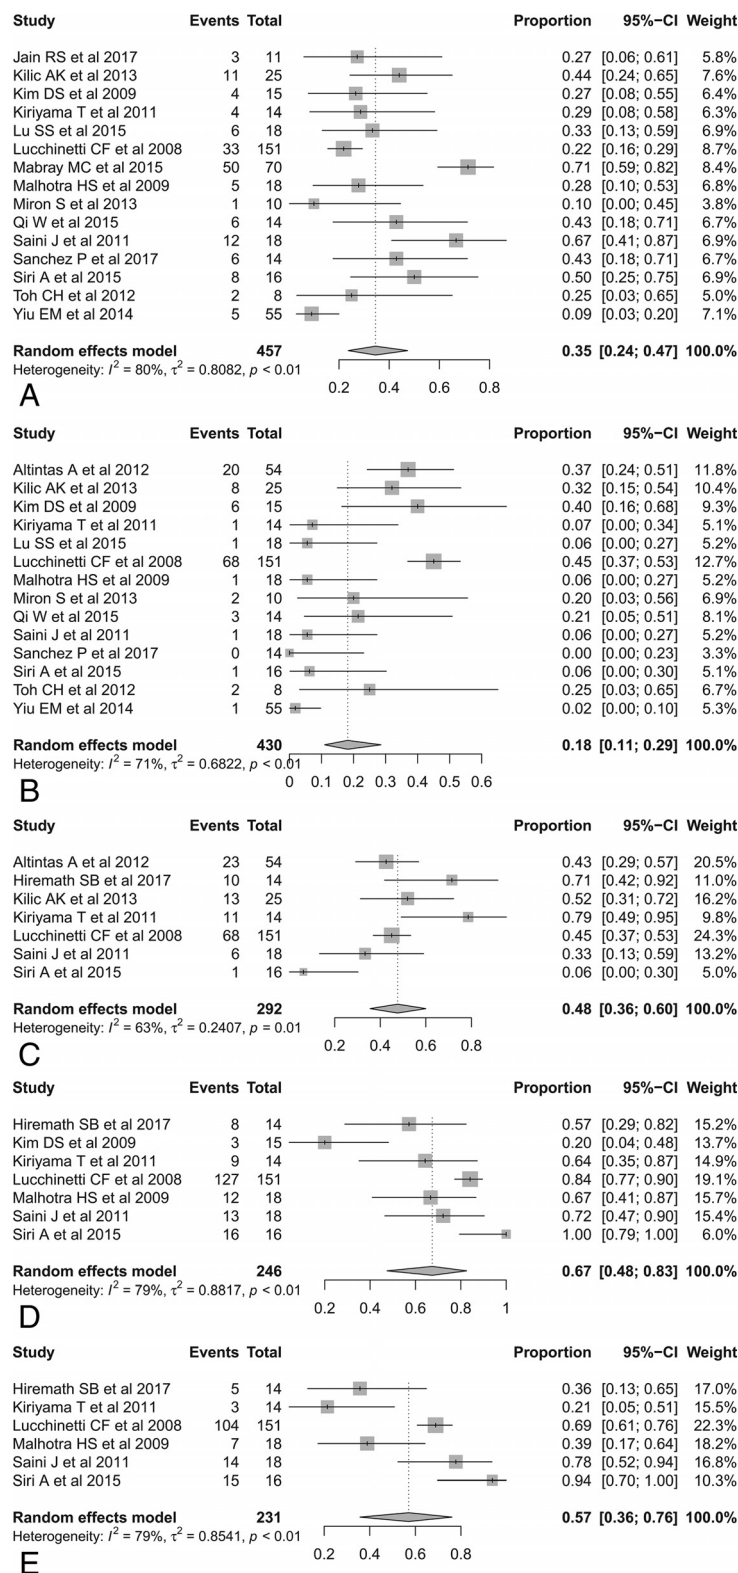 Study Events Total Proportion 95%−CI Weight
Jain RS et al 2017 3 11 0.27 [0.06; 0.61] 5.8%
Kilic AK et al 2013 11 25 0.44 [0.24; 0.65] 7.6%
Kim DS et al 2009 4 15 0.27 [0.08; 0.55] 6.4%
Kiriyama T et al 2011 4 14 0.29 [0.08; 0.58] 6.3%
Lu SS et al 2015 6 18 0.33 [0.13; 0.59] 6.9%
Lucchinetti CF et al 2008 33 151 0.22 [0.16; 0.29] 8.7%
Mabray MC et al 2015 50 70 0.71 [0.59; 0.82] 8.4%
Malhotra HS et al 2009 5 18 0.28 [0.10; 0.53] 6.8%
Miron S et al 2013 1 10 0.10 [0.00; 0.45] 3.8%
Qi W et al 2015 6 14 0.43 [0.18; 0.71] 6.7%
Saini J et al 2011 12 18 0.67 [0.41; 0.87] 6.9%
Sanchez P et al 2017 6 14 0.43 [0.18; 0.71] 6.7%
Siri A et al 2015 8 16 0.50 [0.25; 0.75] 6.9%
Toh CH et al 2012 2 8 0.25 [0.03; 0.65] 5.0%
Yiu EM et al 2014 5 55 0.09 [0.03; 0.20] 7.1%
Random effects model 457 0.35 [0.24; 0.47] 100.0%
Heterogeneity: I² = 80%, τ² = 0.8082, p < 0.01
0.2 0.4 0.6 0.8
A
Study Events Total Proportion 95%−CI Weight
Altintas A et al 2012 20 54 0.37 [0.24; 0.51] 11.8%
Kilic AK et al 2013 8 25 0.32 [0.15; 0.54] 10.4%
Kim DS et al 2009 6 15 0.40 [0.16; 0.68] 9.3%
Kiriyama T et al 2011 1 14 0.07 [0.00; 0.34] 5.1%
Lu SS et al 2015 1 18 0.06 [0.00; 0.27] 5.2%
Lucchinetti CF et al 2008 68 151 0.45 [0.37; 0.53] 12.7%
Malhotra HS et al 2009 1 18 0.06 [0.00; 0.27] 5.2%
Miron S et al 2013 2 10 0.20 [0.03; 0.56] 6.9%
Qi W et al 2015 3 14 0.21 [0.05; 0.51] 8.1%
Saini J et al 2011 1 18 0.06 [0.00; 0.27] 5.2%
Sanchez P et al 2017 0 14 0.00 [0.00; 0.23] 3.3%
Siri A et al 2015 1 16 0.06 [0.00; 0.30] 5.1%
Toh CH et al 2012 2 8 0.25 [0.03; 0.65] 6.7%
Yiu EM et al 2014 1 55 0.02 [0.00; 0.10] 5.3%
Random effects model 430 0.18 [0.11; 0.29] 100.0%
Heterogeneity: I² = 71%, τ² = 0.6822, p < 0.01
0 0.1 0.2 0.3 0.4 0.5 0.6
B
Study Events Total Proportion 95%−CI Weight
Altintas A et al 2012 23 54 0.43 [0.29; 0.57] 20.5%
Hiremath SB et al 2017 10 14 0.71 [0.42; 0.92] 11.0%
Kilic AK et al 2013 13 25 0.52 [0.31; 0.72] 16.2%
Kiriyama T et al 2011 11 14 0.79 [0.49; 0.95] 9.8%
Lucchinetti CF et al 2008 68 151 0.45 [0.37; 0.53] 24.3%
Saini J et al 2011 6 18 0.33 [0.13; 0.59] 13.2%
Siri A et al 2015 1 16 0.06 [0.00; 0.30] 5.0%
Random effects model 292 0.48 [0.36; 0.60] 100.0%
Heterogeneity: I² = 63%, τ² = 0.2407, p = 0.01
0.2 0.4 0.6 0.8
C
Study Events Total Proportion 95%−CI Weight
Hiremath SB et al 2017 8 14 0.57 [0.29; 0.82] 15.2%
Kim DS et al 2009 3 15 0.20 [0.04; 0.48] 13.7%
Kiriyama T et al 2011 9 14 0.64 [0.35; 0.87] 14.9%
Lucchinetti CF et al 2008 127 151 0.84 [0.77; 0.90] 19.1%
Malhotra HS et al 2009 12 18 0.67 [0.41; 0.87] 15.7%
Saini J et al 2011 13 18 0.72 [0.47; 0.90] 15.4%
Siri A et al 2015 16 16 1.00 [0.79; 1.00] 6.0%
Random effects model 246 0.67 [0.48; 0.83] 100.0%
Heterogeneity: I² = 79%, τ² = 0.8817, p < 0.01
0.2 0.4 0.6 0.8 1
D
Study Events Total Proportion 95%−CI Weight
Hiremath SB et al 2017 5 14 0.36 [0.13; 0.65] 17.0%
Kiriyama T et al 2011 3 14 0.21 [0.05; 0.51] 15.5%
Lucchinetti CF et al 2008 104 151 0.69 [0.61; 0.76] 22.3%
Malhotra HS et al 2009 7 18 0.39 [0.17; 0.64] 18.2%
Saini J et al 2011 14 18 0.78 [0.52; 0.94] 16.8%
Siri A et al 2015 15 16 0.94 [0.70; 1.00] 10.3%
Random effects model 231 0.57 [0.36; 0.76] 100.0%
Heterogeneity: I² = 79%, τ² = 0.8541, p < 0.01
0.2 0.4 0.6 0.8
E